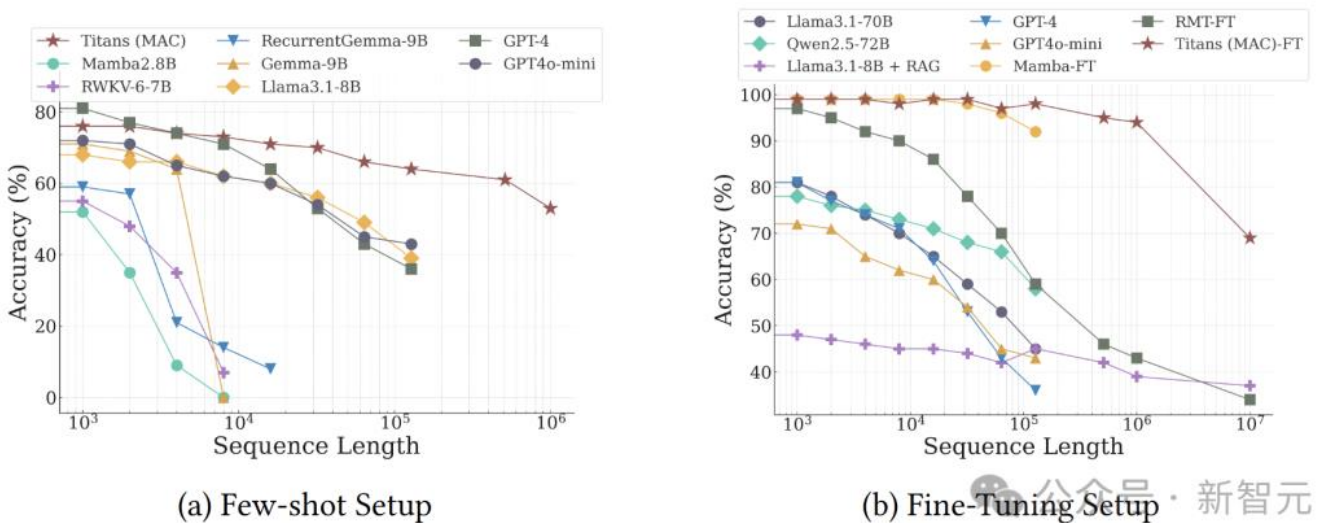 Titans (MAC) RecurrentGemma-9B GPT-4
Mamba2.8B Gemma-9B GPT4o-mini
RWKV-6-7B Llama3.1-8B
80
60
40
20
0
Accuracy (%)
10³ 10⁴ 10⁵ 10⁶
Sequence Length
(a) Few-shot Setup
Llama3.1-70B GPT-4 RMT-FT
Qwen2.5-72B GPT4o-mini Titans (MAC)-FT
Llama3.1-8B + RAG Mamba-FT
100
90
80
70
60
50
40
Accuracy (%)
10³ 10⁴ 10⁵ 10⁶ 10⁷
Sequence Length
(b) Fine-Tuning Setup
公众号 · 新智元